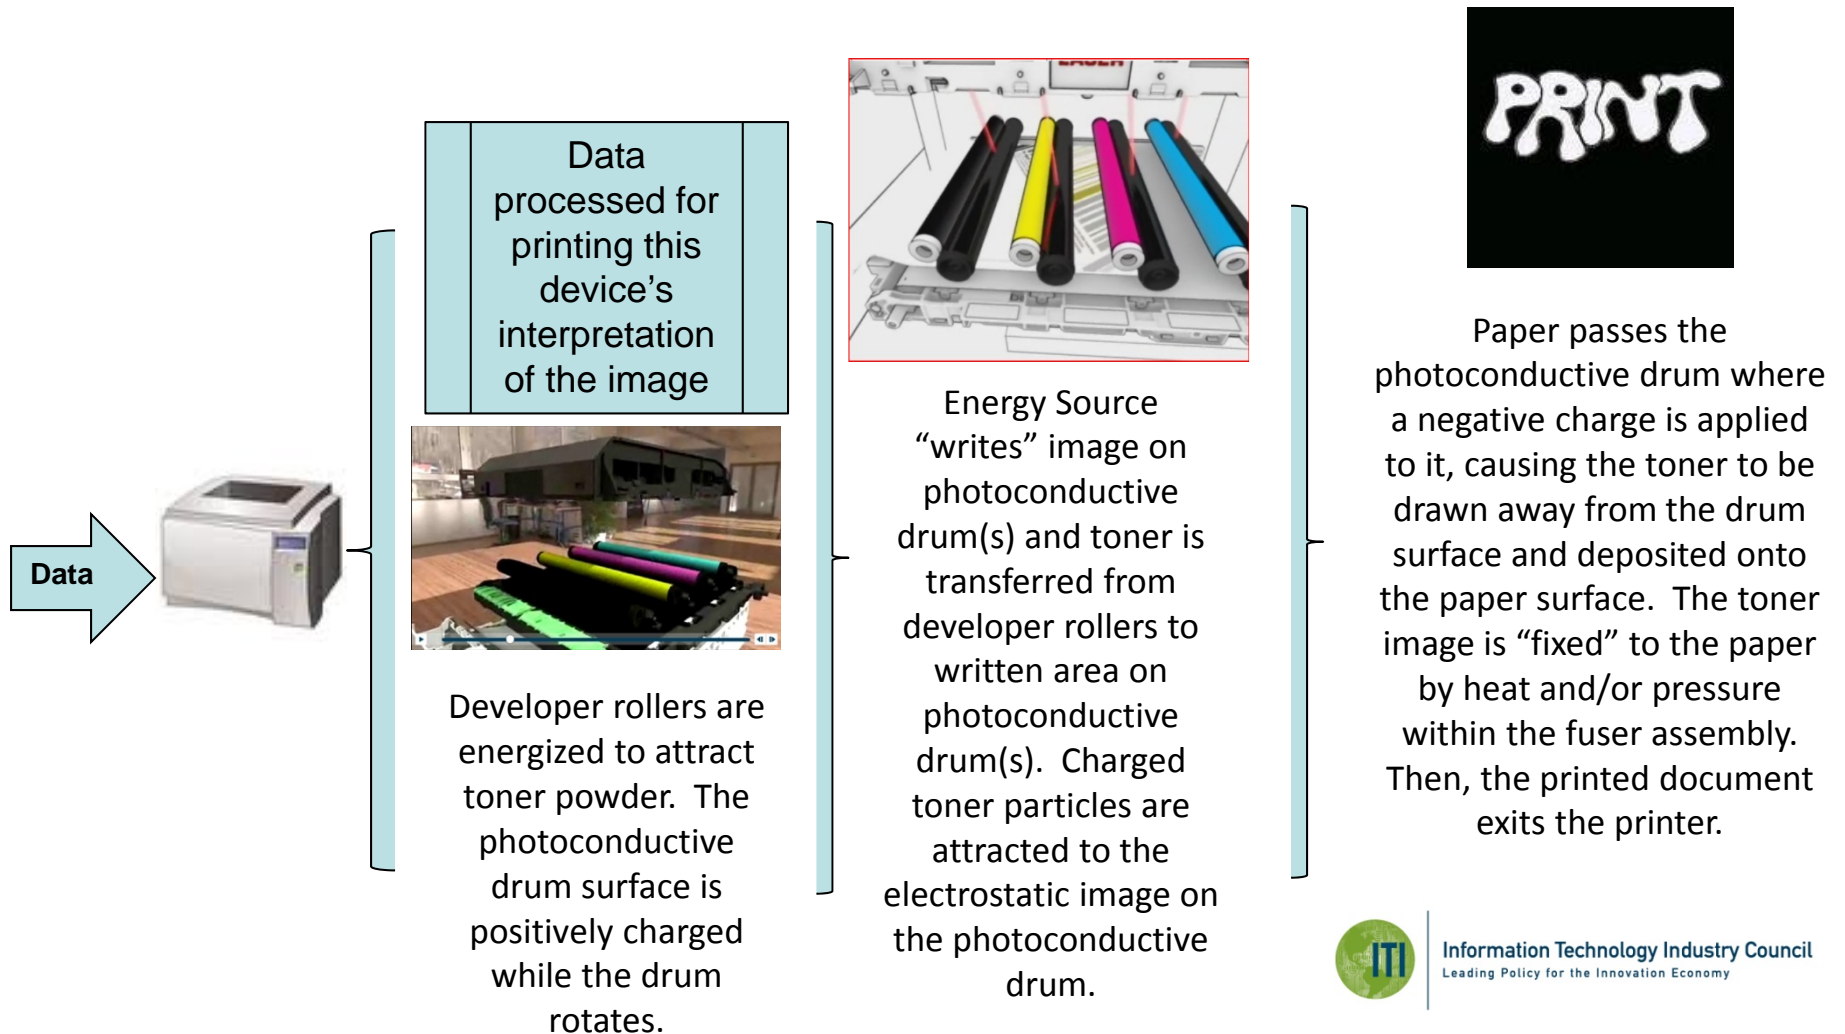 Data
Data
processed for
printing this
device’s
interpretation
of the image
Developer rollers are
energized to attract
toner powder.  The
photoconductive
drum surface is
positively charged
while the drum
rotates.
LASER
Energy Source
“writes” image on
photoconductive
drum(s) and toner is
transferred from
developer rollers to
written area on
photoconductive
drum(s).  Charged
toner particles are
attracted to the
electrostatic image on
the photoconductive
drum.
PRINT
Paper passes the
photoconductive drum where
a negative charge is applied
to it, causing the toner to be
drawn away from the drum
surface and deposited onto
the paper surface.  The toner
image is “fixed” to the paper
by heat and/or pressure
within the fuser assembly.
Then, the printed document
exits the printer.
ITI
Information Technology Industry Council
Leading Policy for the Innovation Economy